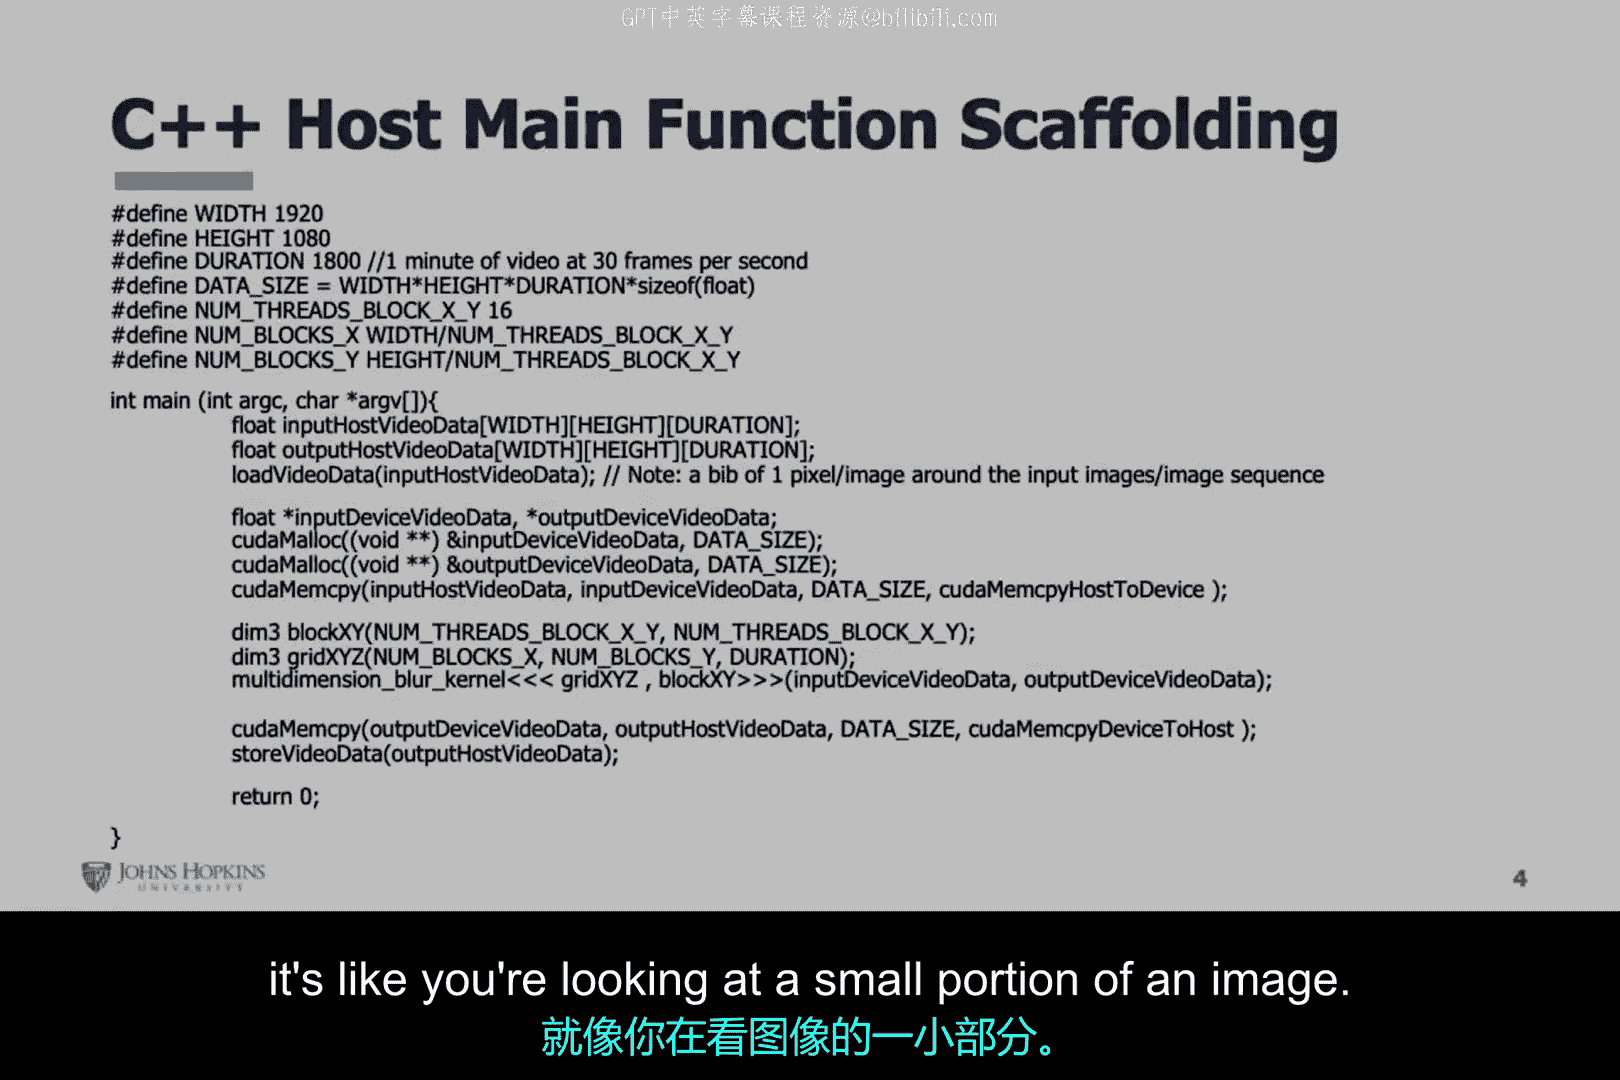 GPT中英字幕课程资源@bilibili.com
C++ Host Main Function Scaffolding
#define WIDTH 1920
#define HEIGHT 1080
#define DURATION 1800 //1 minute of video at 30 frames per second
#define DATA_SIZE = WIDTH*HEIGHT*DURATION*sizeof(float)
#define NUM_THREADS_BLOCK_X_Y 16
#define NUM_BLOCKS_X WIDTH/NUM_THREADS_BLOCK_X_Y
#define NUM_BLOCKS_Y HEIGHT/NUM_THREADS_BLOCK_X_Y
int main (int argc, char *argv[]){
float inputHostVideoData[WIDTH][HEIGHT][DURATION];
float outputHostVideoData[WIDTH][HEIGHT][DURATION];
loadVideoData(inputHostVideoData); // Note: a bib of 1 pixel/image around the input images/image sequence
float *inputDeviceVideoData, *outputDeviceVideoData;
cudaMalloc((void **) &inputDeviceVideoData, DATA_SIZE);
cudaMalloc((void **) &outputDeviceVideoData, DATA_SIZE);
cudaMemcpy(inputHostVideoData, inputDeviceVideoData, DATA_SIZE, cudaMemcpyHostToDevice );
dim3 blockXY(NUM_THREADS_BLOCK_X_Y, NUM_THREADS_BLOCK_X_Y);
dim3 gridXYZ(NUM_BLOCKS_X, NUM_BLOCKS_Y, DURATION);
multidimension_blur_kernel<<< gridXYZ , blockXY>>>(inputDeviceVideoData, outputDeviceVideoData);
cudaMemcpy(outputDeviceVideoData, outputHostVideoData, DATA_SIZE, cudaMemcpyDeviceToHost );
storeVideoData(outputHostVideoData);
return 0;
}
JOHNS HOPKINS
UNIVERSITY
4
it's like you're looking at a small portion of an image.
就像你在看图像的一小部分。